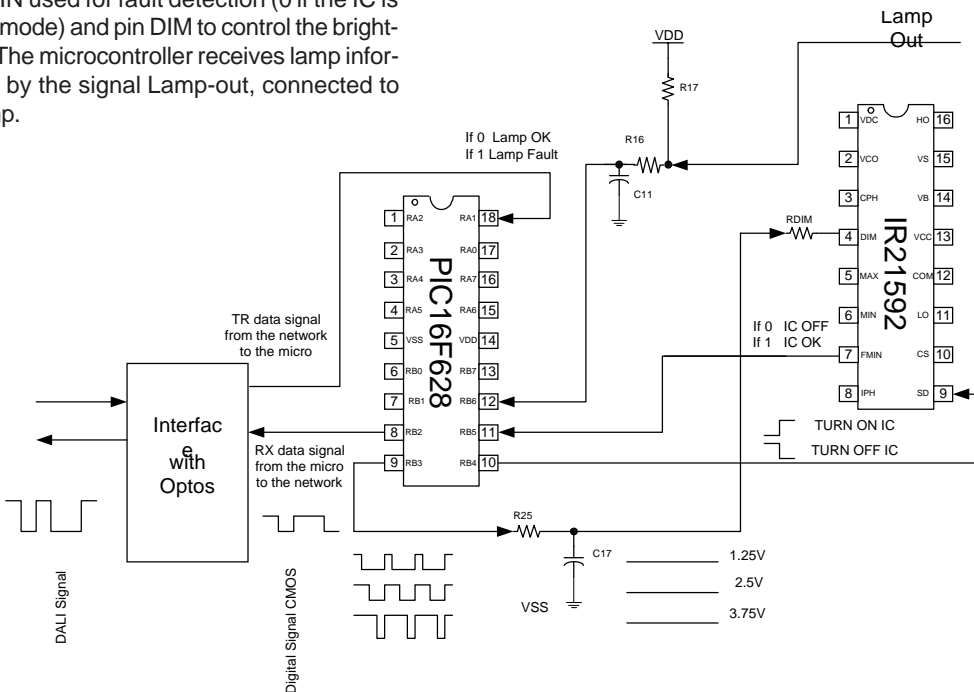 IN used for fault detection (0 if the IC is
mode) and pin DIM to control the bright-
The microcontroller receives lamp infor-
by the signal Lamp-out, connected to
Lamp
Out
VDD
R17
R16
C11
If 0 Lamp OK
If 1 Lamp Fault
1 VDC HO 16
2 VCO VS 15
3 CPH VB 14
4 DIM VCC 13
5 MAX COM 12
6 MIN LO 11
7 FMIN CS 10
8 IPH SD 9
IR21592
RDIM
If 0 IC OFF
If 1 IC OK
TURN ON IC
TURN OFF IC
1 RA2 RA1 18
2 RA3 RA0 17
3 RA4 RA7 16
4 RA5 RA6 15
5 VSS VDD 14
6 RB0 RB7 13
7 RB1 RB6 12
8 RB2 RB5 11
9 RB3 RB4 10
PIC16F628
TR data signal
from the network
to the micro
Interfac
e
with
Optos
RX data signal
from the micro
to the network
R25
C17
VSS
1.25V
2.5V
3.75V
DALI Signal
Digital Signal CMOS